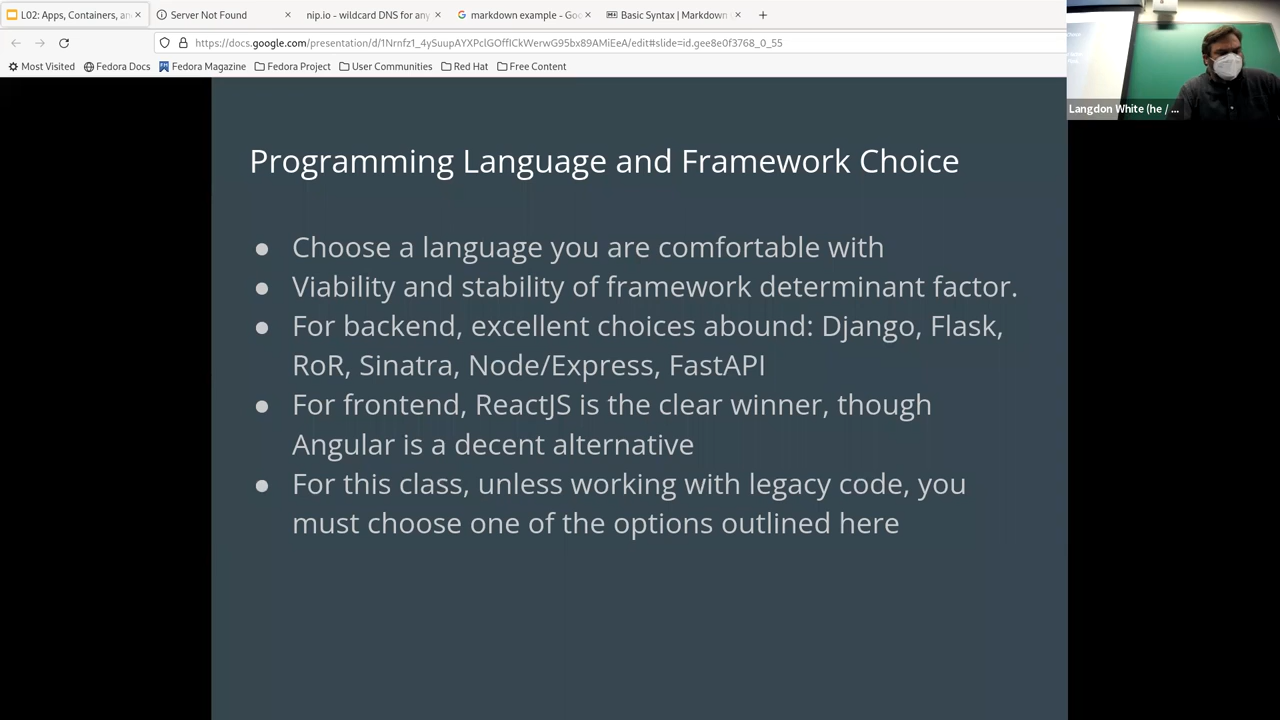 L02: Apps, Containers, an
Server Not Found
nip.io - wildcard DNS for any
markdown example - Goo
Basic Syntax | Markdown
https://docs.google.com/presentation/d/1Nrnfz1_4ySuupAYXPclGOffICkWerwG95bx89AMiEeA/edit#slide=id.gee8e0f3768_0_55
Most Visited Fedora Docs Fedora Magazine Fedora Project User Communities Red Hat Free Content
Langdon White (he / ...
Programming Language and Framework Choice
● Choose a language you are comfortable with
● Viability and stability of framework determinant factor.
● For backend, excellent choices abound: Django, Flask,
RoR, Sinatra, Node/Express, FastAPI
● For frontend, ReactJS is the clear winner, though
Angular is a decent alternative
● For this class, unless working with legacy code, you
must choose one of the options outlined here